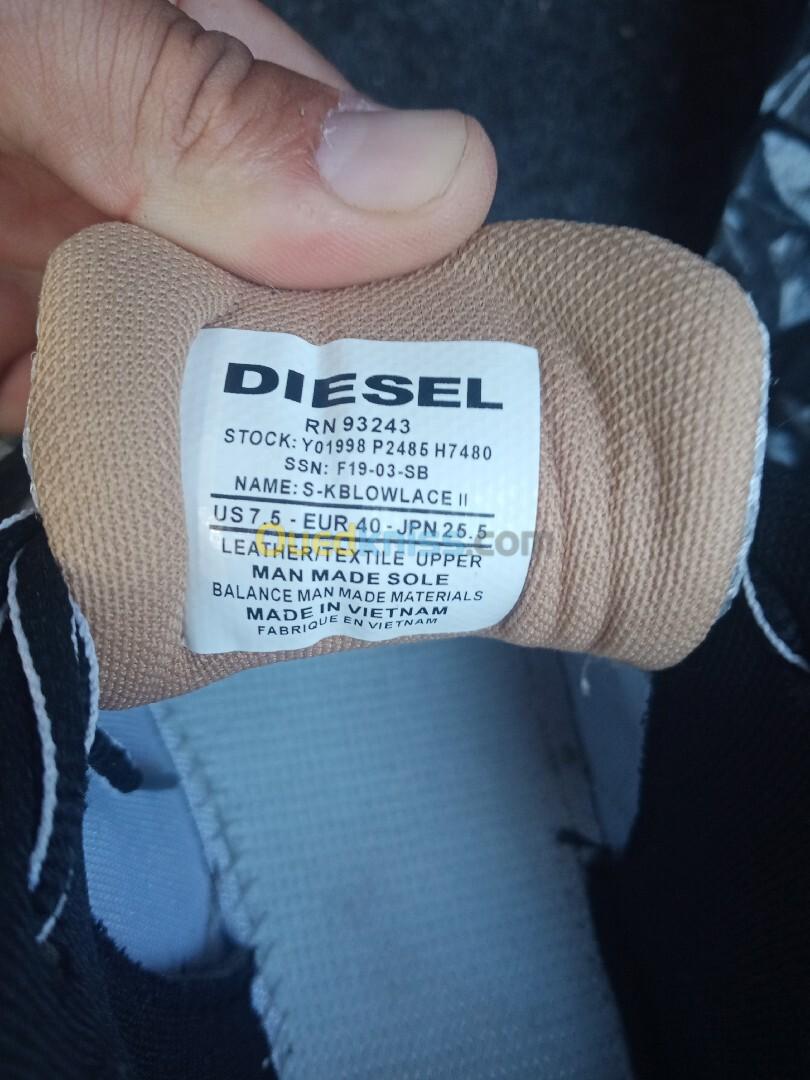 DIESEL
RN 93243
STOCK: Y01998 P2485 H7480
SSN: F19-03-SB
NAME: S-KBLOWLACE II
US 7.5 - EUR 40 - JPN 25.5
Ouedkniss.com
LEATHER/TEXTILE UPPER
MAN MADE SOLE
BALANCE MAN MADE MATERIALS
MADE IN VIETNAM
FABRIQUE EN VIETNAM